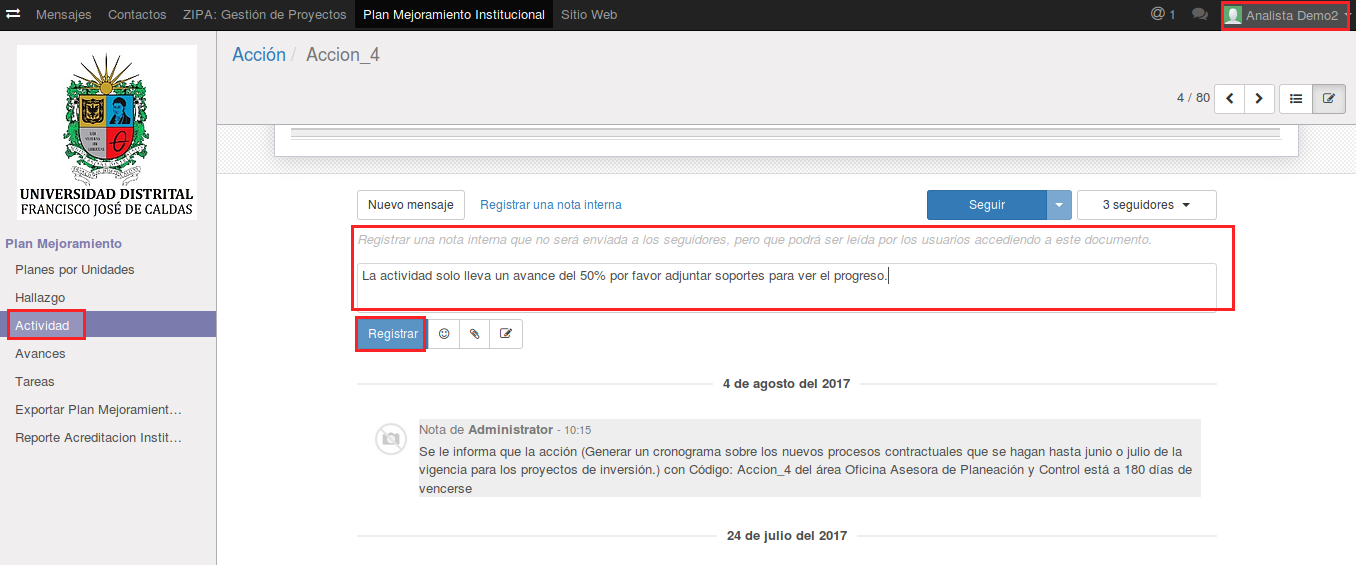 Mensajes Contactos ZIPA: Gestión de Proyectos Plan Mejoramiento Institucional Sitio Web @ 1 Analista Demo2
Acción / Accion_4
4 / 80
UNIVERSIDAD DISTRITAL
FRANCISCO JOSÉ DE CALDAS
Plan Mejoramiento
Planes por Unidades
Hallazgo
Actividad
Avances
Tareas
Exportar Plan Mejoramient…
Reporte Acreditacion Instit…
Nuevo mensaje Registrar una nota interna Seguir 3 seguidores
Registrar una nota interna que no será enviada a los seguidores, pero que podrá ser leída por los usuarios accediendo a este documento.
La actividad solo lleva un avance del 50% por favor adjuntar soportes para ver el progreso.
Registrar
4 de agosto del 2017
Nota de Administrator - 10:15
Se le informa que la acción (Generar un cronograma sobre los nuevos procesos contractuales que se hagan hasta junio o julio de la
vigencia para los proyectos de inversión.) con Código: Accion_4 del área Oficina Asesora de Planeación y Control está a 180 días de
vencerse
24 de julio del 2017